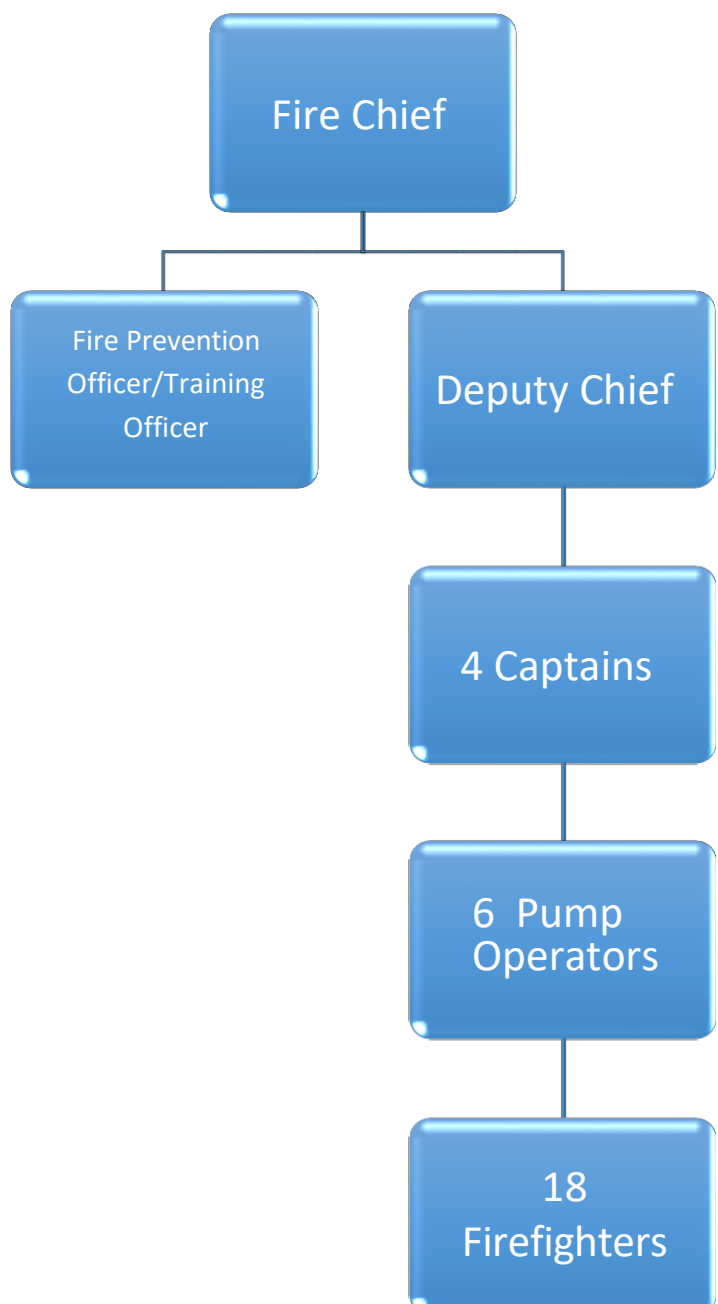 Fire Chief
Fire Prevention
Officer/Training
Officer
Deputy Chief
4 Captains
6  Pump
Operators
18
Firefighters